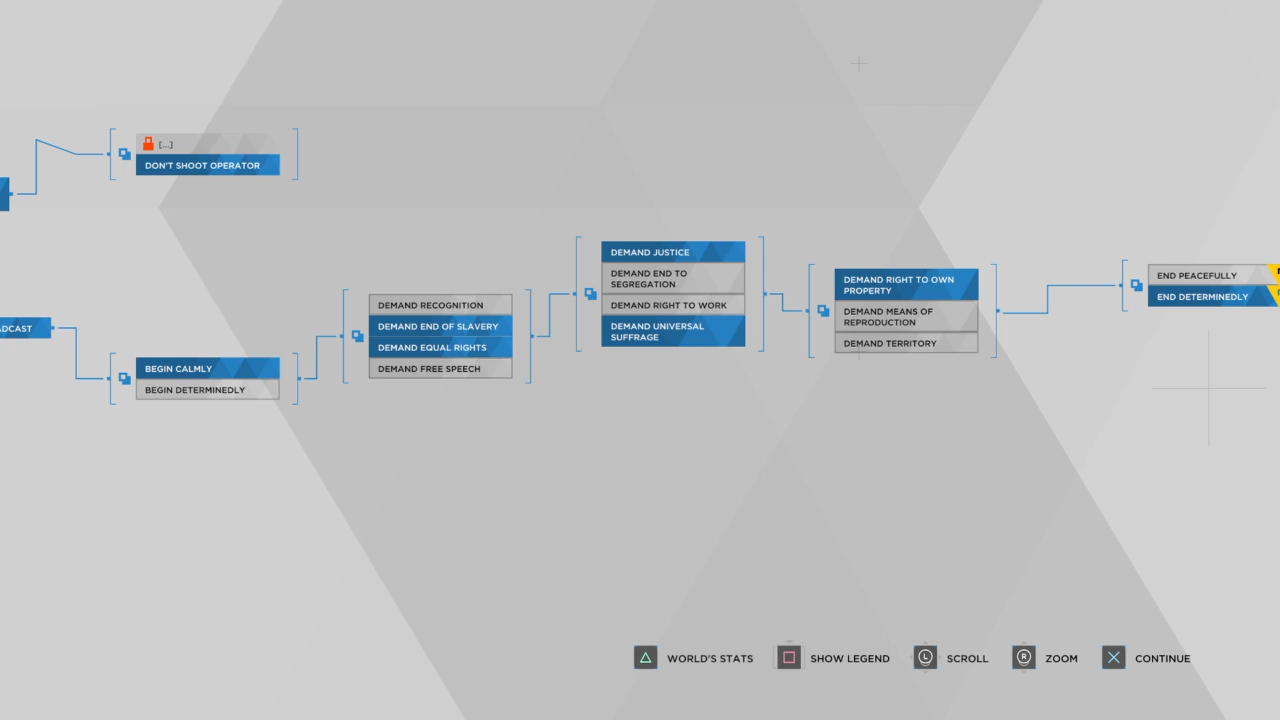 [...]
DON'T SHOOT OPERATOR
DEMAND JUSTICE
DEMAND END TO
SEGREGATION
DEMAND RIGHT TO WORK
DEMAND UNIVERSAL
SUFFRAGE
DEMAND RIGHT TO OWN
PROPERTY
DEMAND MEANS OF
REPRODUCTION
DEMAND TERRITORY
END PEACEFULLY
END DETERMINEDLY
DEMAND RECOGNITION
DEMAND END OF SLAVERY
DEMAND EQUAL RIGHTS
DEMAND FREE SPEECH
ADCAST
BEGIN CALMLY
BEGIN DETERMINEDLY
WORLD'S STATS
SHOW LEGEND
L
SCROLL
R
ZOOM
CONTINUE